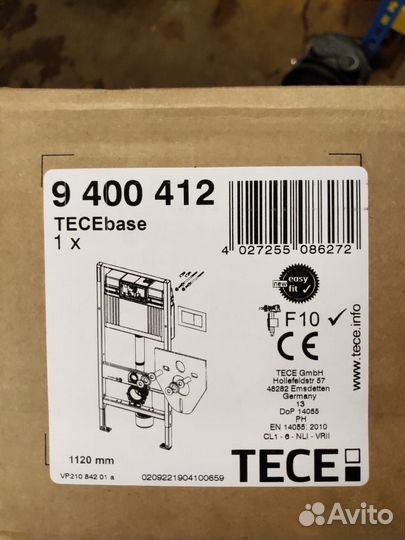 9 400 412
TECEbase
1 x
4 027255 086272
new
easy
fit ✓
F10 ✓
CE
www.tece.info
TECE GmbH
Hollefeldstr 57
48282 Emsdetten
Germany
13
DoP 14055
PH
EN 14055: 2010
CL1 - 6 - NLI - VRII
1120 mm
TECE
VP210 842 01 a
0209221904100659
Avito